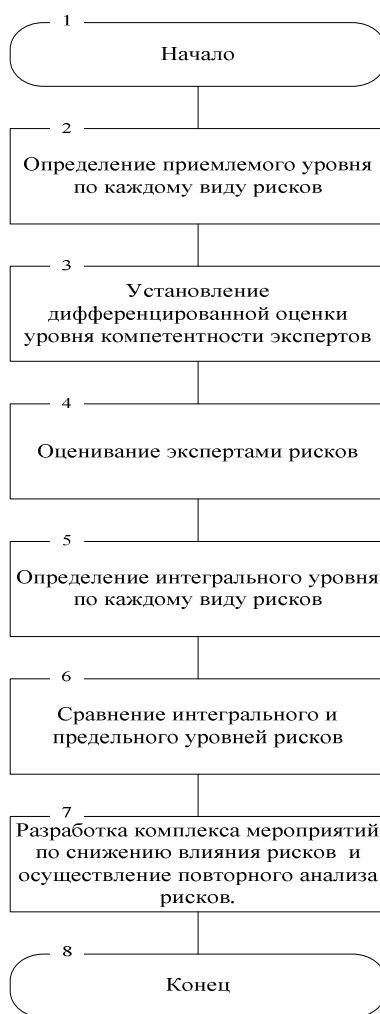 1
Начало
2
Определение приемлемого уровня
по каждому виду рисков
3
Установление
дифференцированной оценки
уровня компетентности экспертов
4
Оценивание экспертами рисков
5
Определение интегрального уровня
по каждому виду рисков
6
Сравнение интегрального и
предельного уровней рисков
7
Разработка комплекса мероприятий
по снижению влияния рисков и
осуществление повторного анализа
рисков.
8
Конец